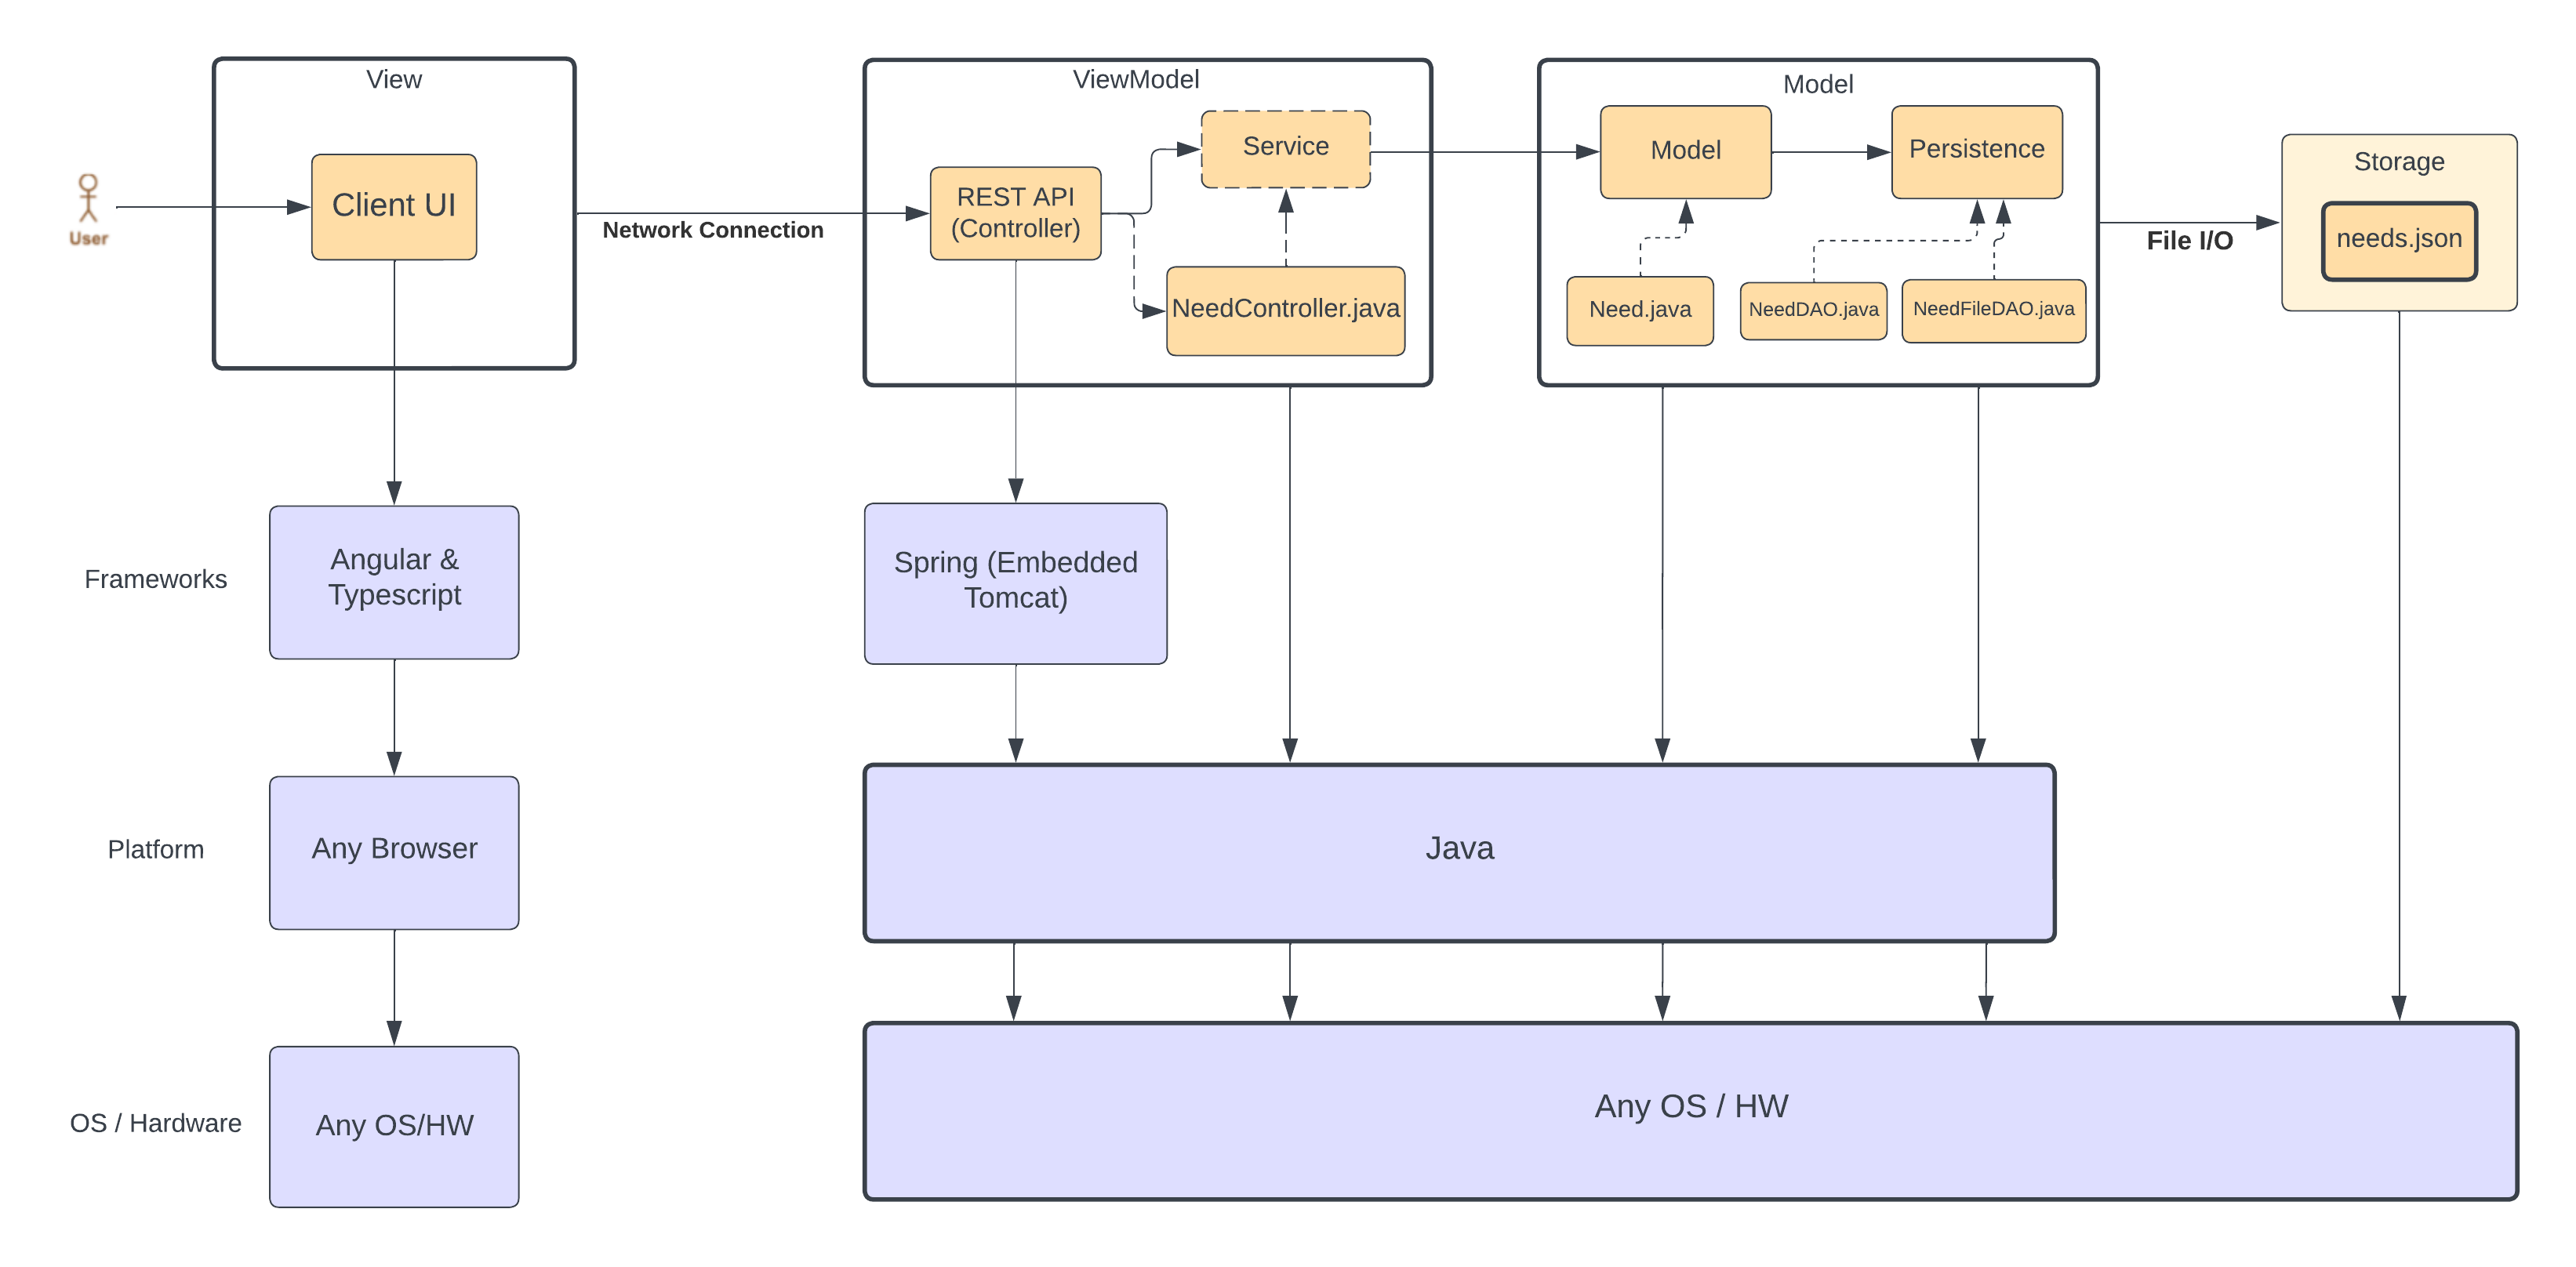 View
Client UI
User
Network Connection
ViewModel
Service
REST API
(Controller)
NeedController.java
Model
Model
Persistence
Need.java
NeedDAO.java
NeedFileDAO.java
File I/O
Storage
needs.json
Frameworks
Angular &
Typescript
Spring (Embedded
Tomcat)
Platform
Any Browser
Java
OS / Hardware
Any OS/HW
Any OS / HW